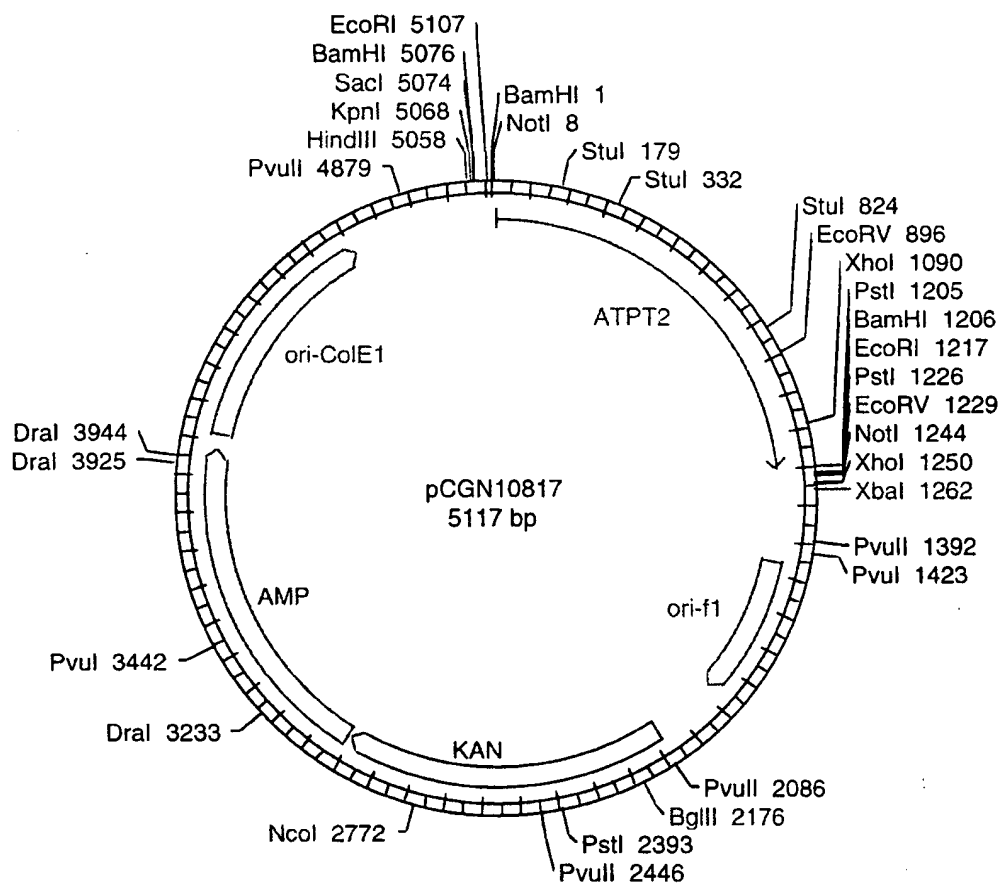 EcoRI 5107
BamHI 5076
SacI 5074
KpnI 5068
HindIII 5058
PvuII 4879
BamHI 1
NotI 8
StuI 179
StuI 332
StuI 824
EcoRV 896
XhoI 1090
PstI 1205
BamHI 1206
EcoRI 1217
PstI 1226
EcoRV 1229
NotI 1244
XhoI 1250
XbaI 1262
PvuII 1392
PvuI 1423
ATPT2
ori-ColE1
DraI 3944
DraI 3925
pCGN10817
5117 bp
AMP
ori-f1
PvuI 3442
DraI 3233
KAN
NcoI 2772
PvuII 2086
BglII 2176
PstI 2393
PvuII 2446